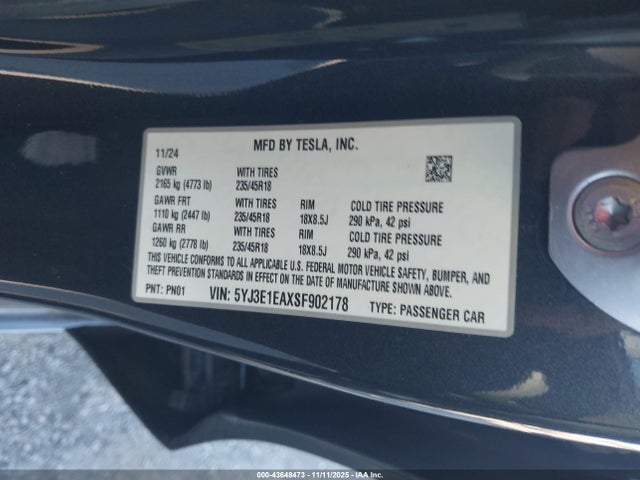 MFD BY TESLA, INC.
11/24
GVWR WITH TIRES
2165 kg (4773 lb) 235/45R18
GAWR FRT WITH TIRES RIM COLD TIRE PRESSURE
1110 kg (2447 lb) 235/45R18 18X8.5J 290 kPa, 42 psi
GAWR RR WITH TIRES RIM COLD TIRE PRESSURE
1260 kg (2778 lb) 235/45R18 18X8.5J 290 kPa, 42 psi
THIS VEHICLE CONFORMS TO ALL APPLICABLE U.S. FEDERAL MOTOR VEHICLE SAFETY, BUMPER, AND
THEFT PREVENTION STANDARDS IN EFFECT ON THE DATE OF MANUFACTURE SHOWN ABOVE.
PNT: PN01 VIN: 5YJ3E1EAXSF902178 TYPE: PASSENGER CAR
000-43648473 - 11/11/2025 - Copyright IAA, Inc.